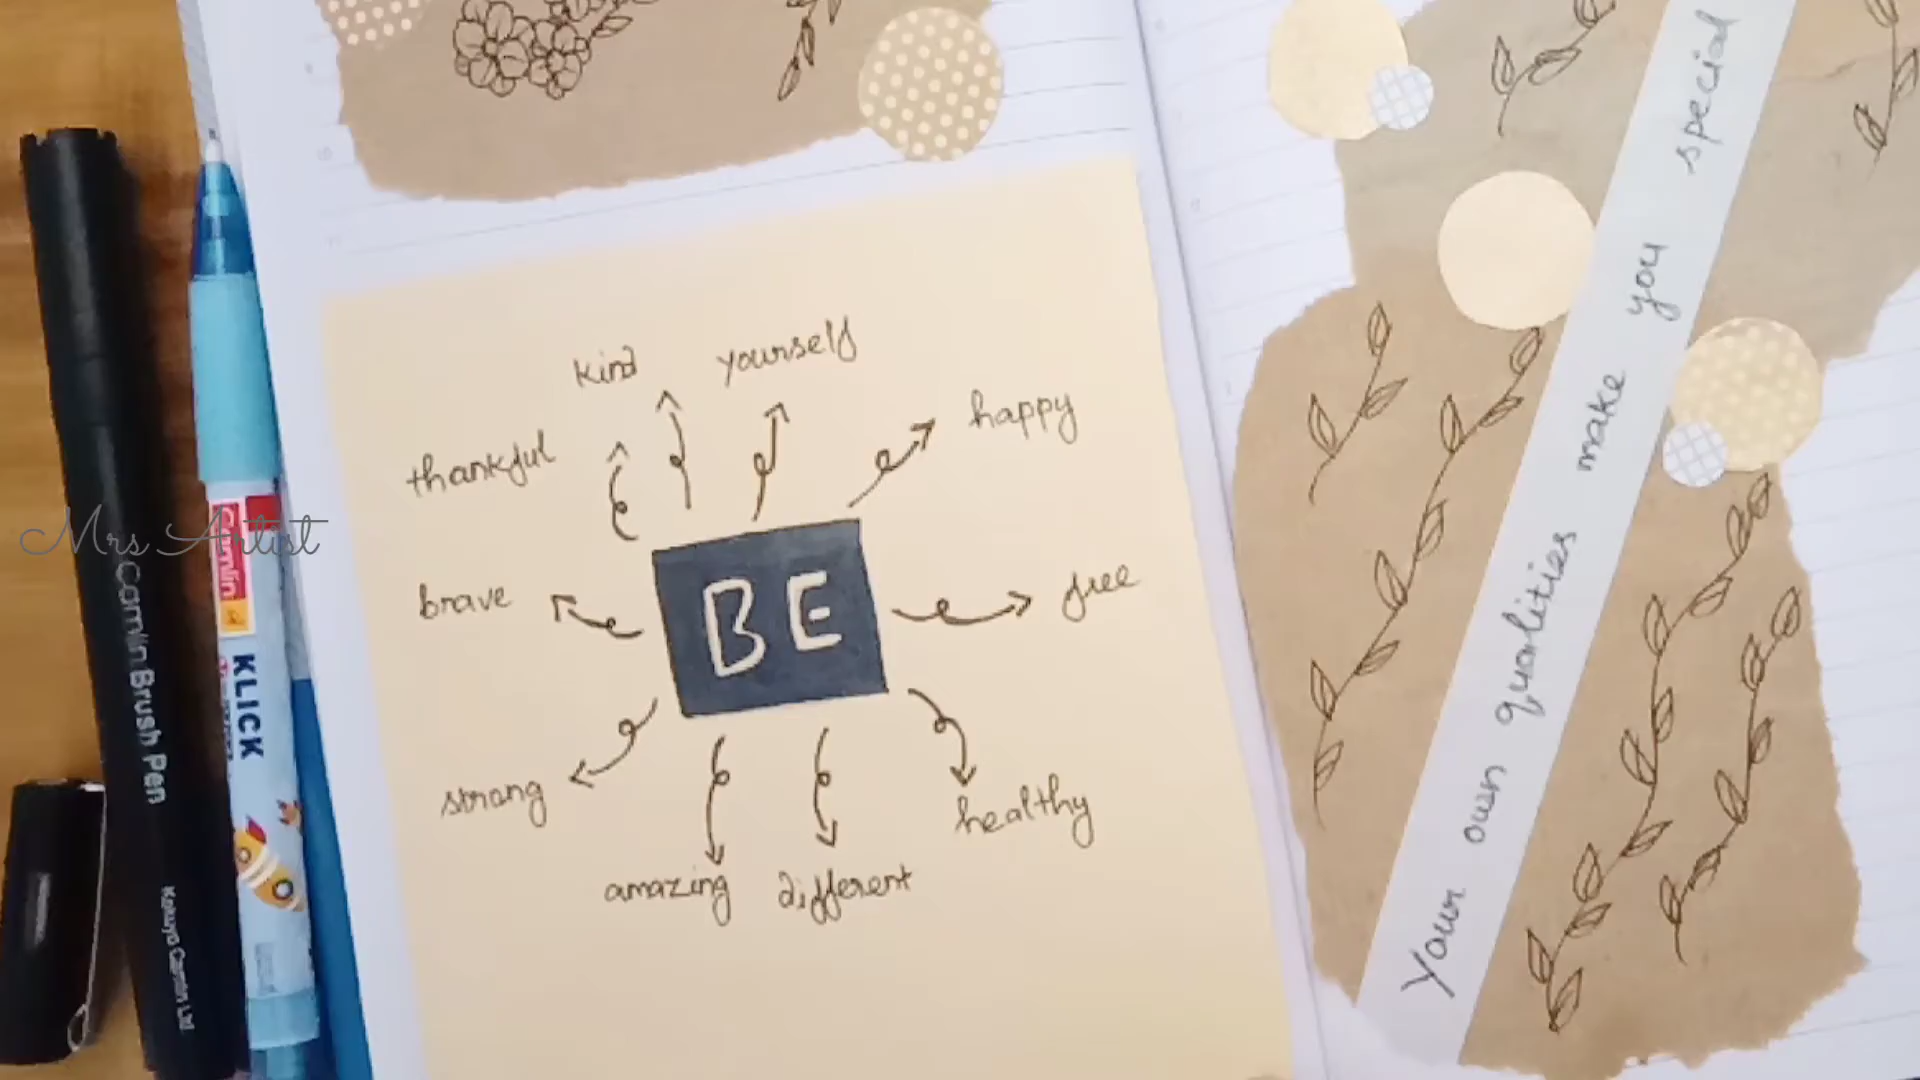 kind
yourself
happy
thankful
free
brave
BE
strong
healthy
amazing
different
Your own qualities make you special
Mrs Artist
Camlin
KLICK
Camlin Brush Pen
Kokuyo Camlin Ltd